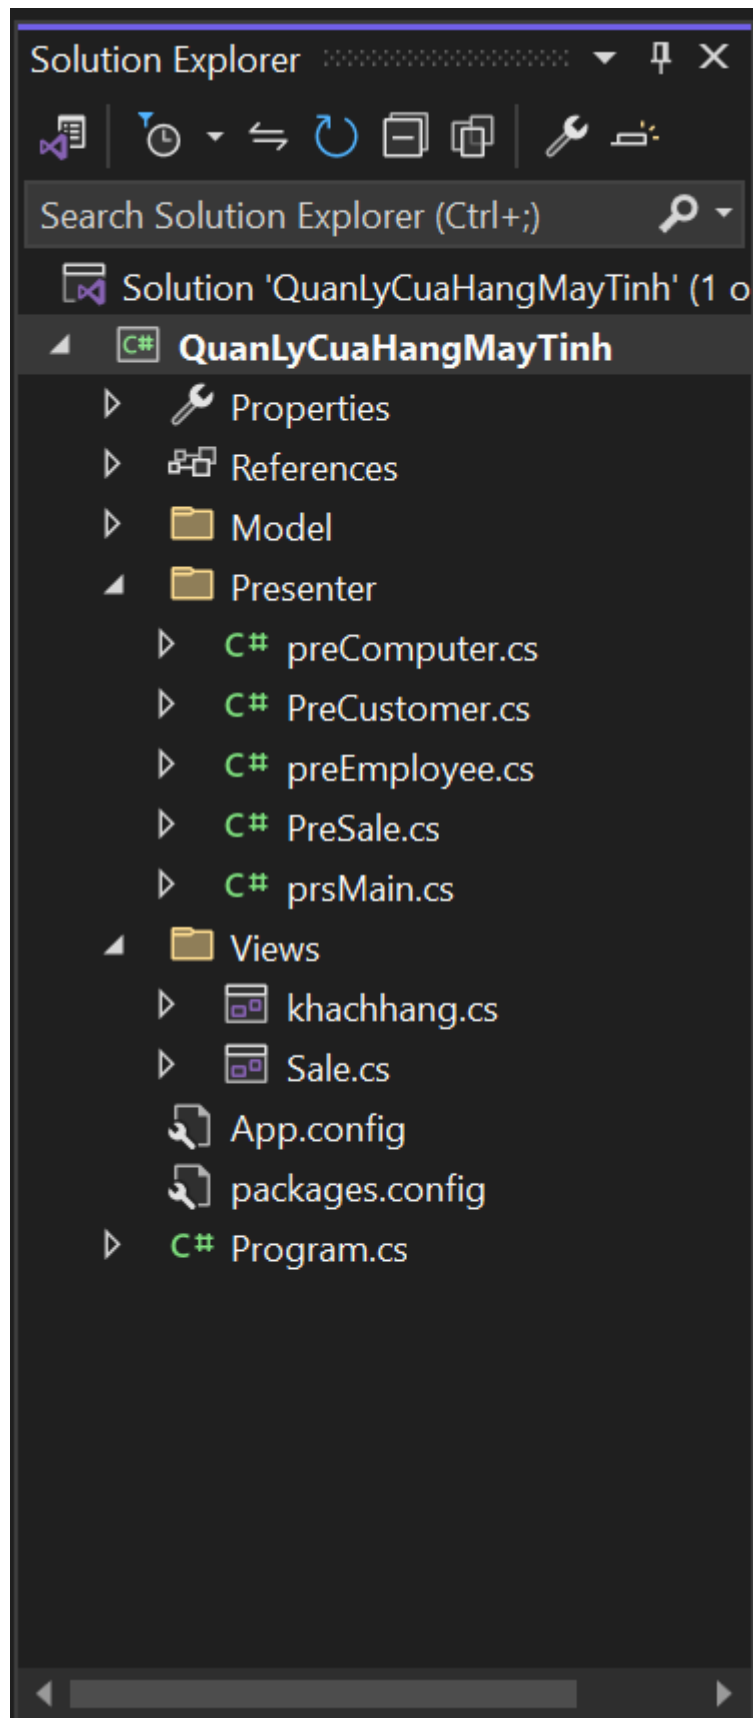 Solution Explorer
Search Solution Explorer (Ctrl+;)
Solution 'QuanLyCuaHangMayTinh' (1 o
C# QuanLyCuaHangMayTinh
Properties
References
Model
Presenter
C# preComputer.cs
C# PreCustomer.cs
C# preEmployee.cs
C# PreSale.cs
C# prsMain.cs
Views
khachhang.cs
Sale.cs
App.config
packages.config
C# Program.cs